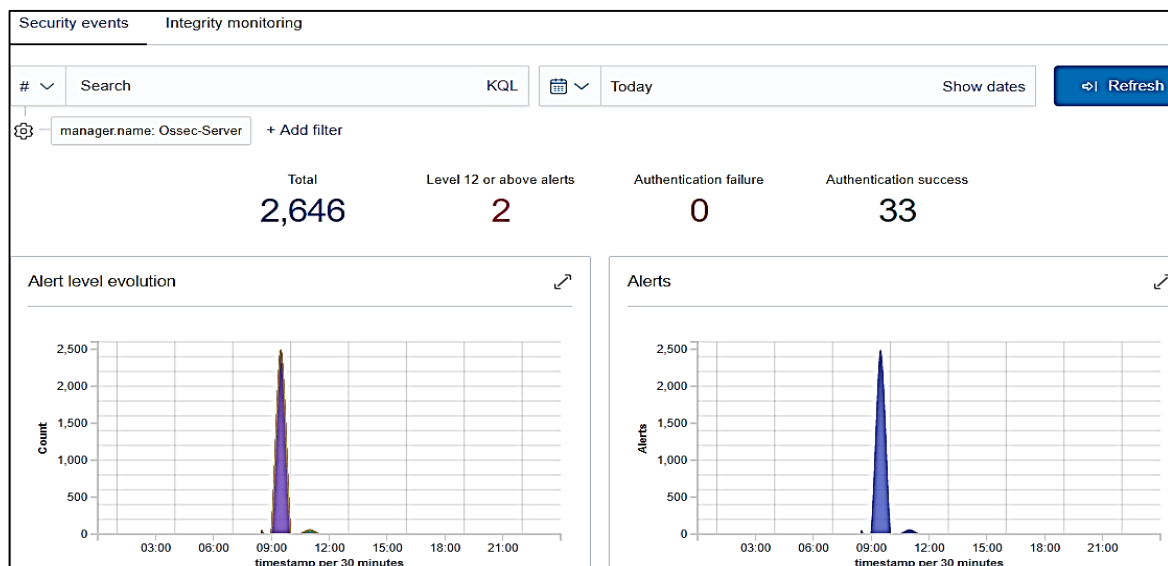 Security events Integrity monitoring
# Search KQL Today Show dates Refresh
manager.name: Ossec-Server + Add filter
Total Level 12 or above alerts Authentication failure Authentication success
2,646 2 0 33
Alert level evolution Alerts
2,500 2,500
2,000 2,000
1,500 1,500
1,000 1,000
500 500
0 0
Count Alerts
03:00 06:00 09:00 12:00 15:00 18:00 21:00 03:00 06:00 09:00 12:00 15:00 18:00 21:00
timestamp per 30 minutes timestamp per 30 minutes